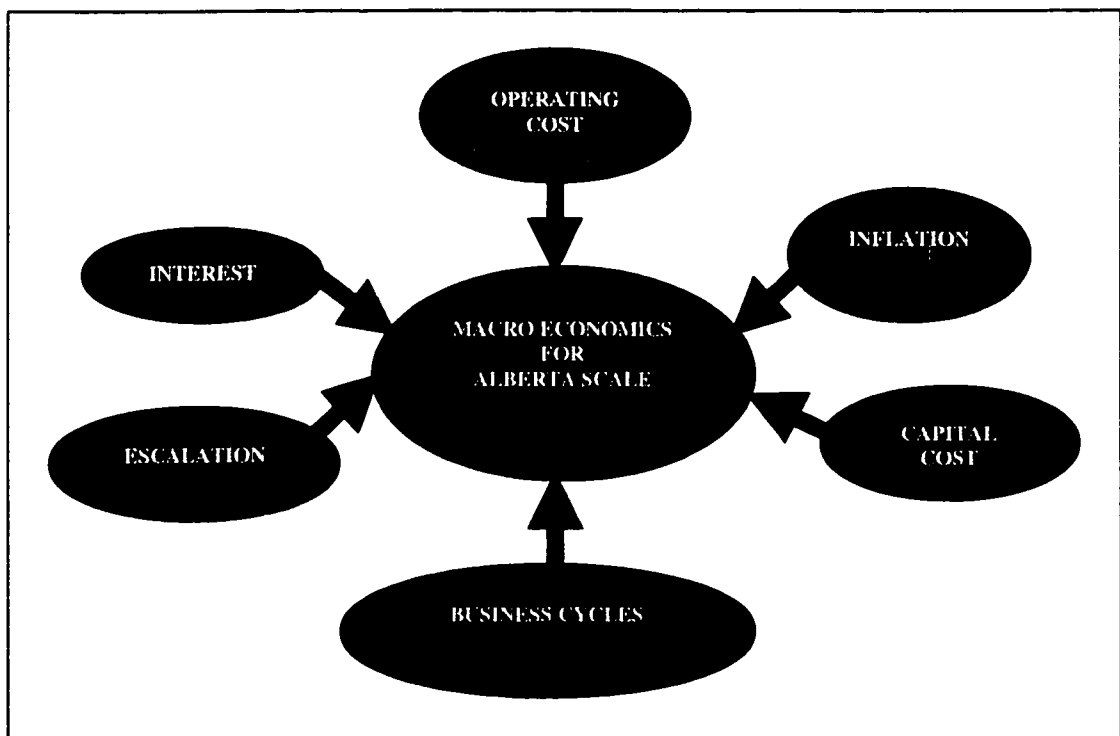 OPERATING
COST
INFLATION
INTEREST
MACRO ECONOMICS
FOR
ALBERTA SCALE
CAPITAL
COST
ESCALATION
BUSINESS CYCLES